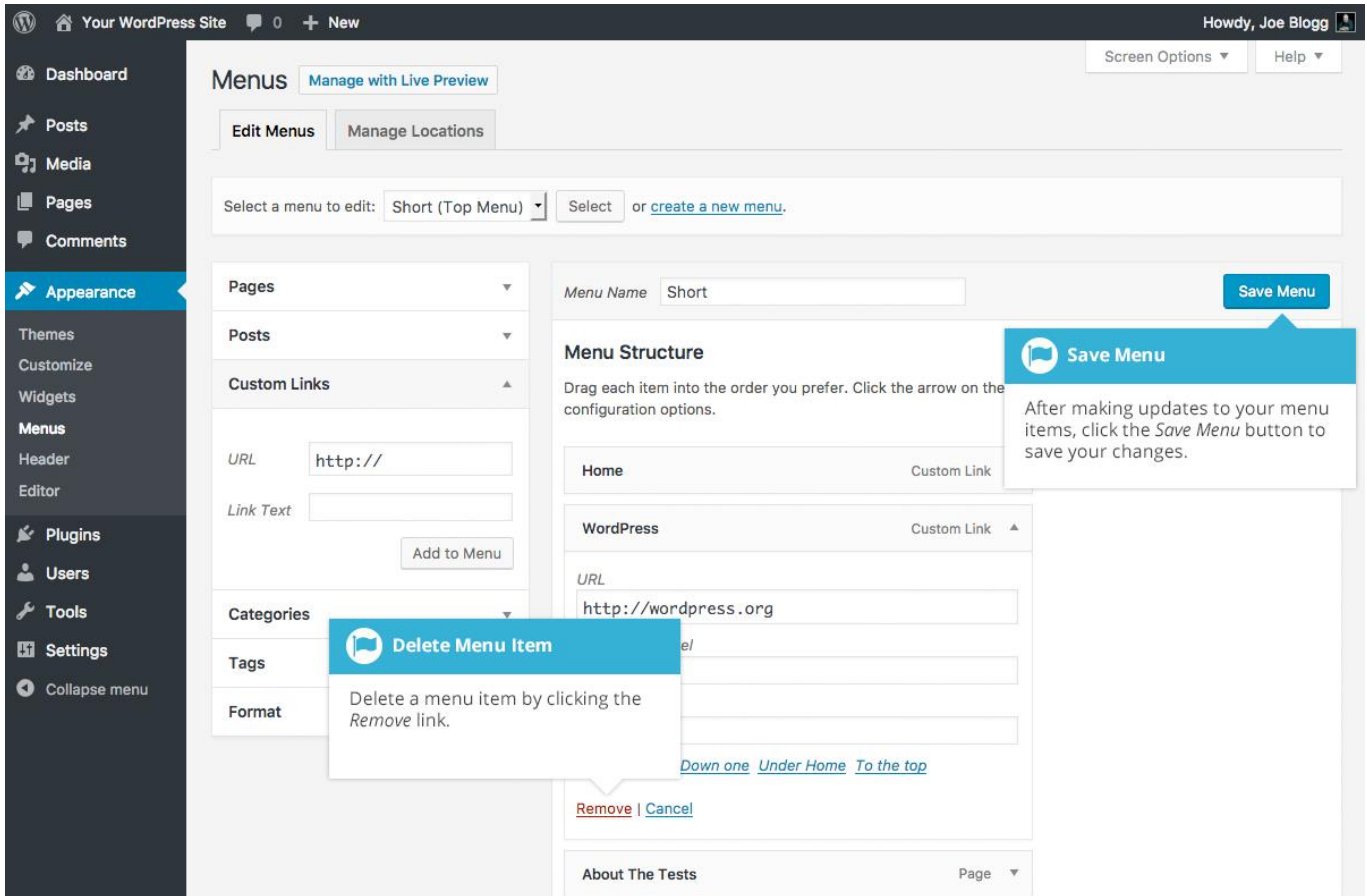 Your WordPress Site 0 + New Howdy, Joe Blogg
Screen Options ▼ Help ▼
Dashboard
Posts
Media
Pages
Comments
Appearance
Themes
Customize
Widgets
Menus
Header
Editor
Plugins
Users
Tools
Settings
Collapse menu
Menus Manage with Live Preview
Edit Menus Manage Locations
Select a menu to edit: Short (Top Menu) Select or create a new menu.
Pages
Posts
Custom Links
URL http://
Link Text
Add to Menu
Categories
Tags
Format
Menu Name Short Save Menu
Menu Structure
Drag each item into the order you prefer. Click the arrow on the
configuration options.
Home Custom Link
WordPress Custom Link
URL
http://wordpress.org
el
Down one Under Home To the top
Remove | Cancel
About The Tests Page
Save Menu
After making updates to your menu
items, click the Save Menu button to
save your changes.
Delete Menu Item
Delete a menu item by clicking the
Remove link.